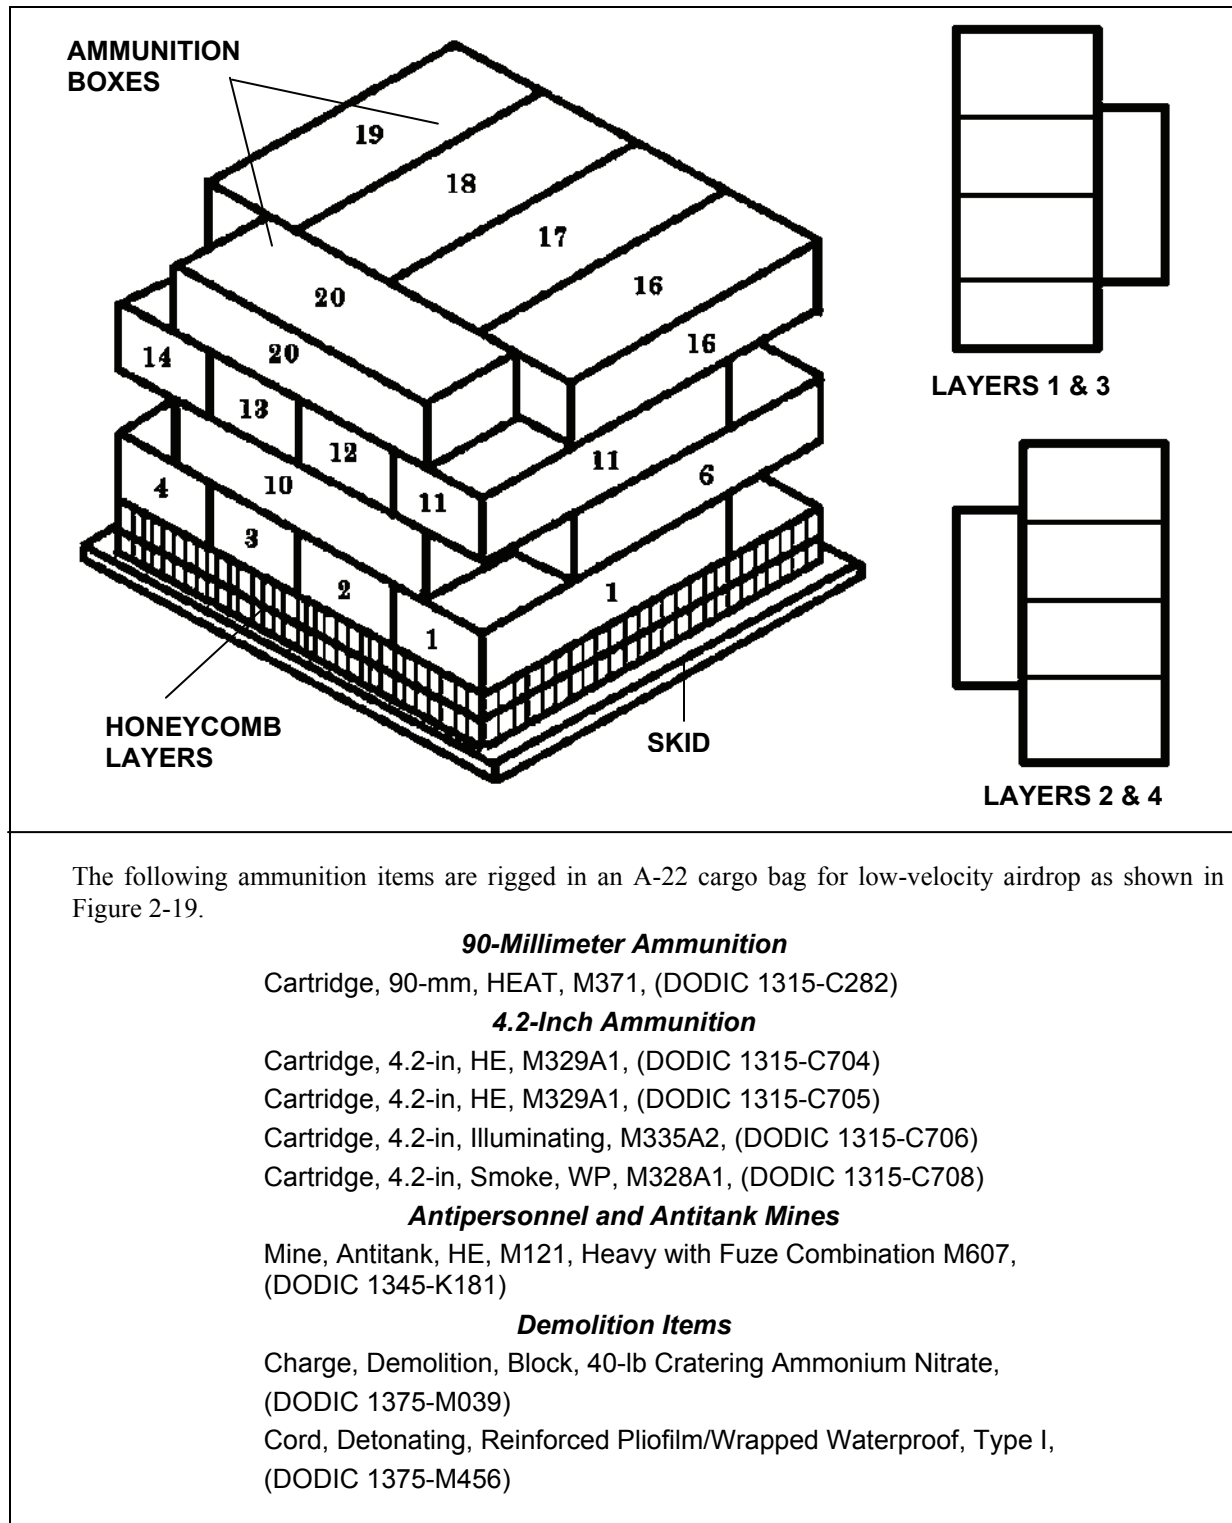 AMMUNITION
BOXES
19
18
17
16
20
20
16
14
13
12
11
11
10
6
4
3
2
1
1
HONEYCOMB
LAYERS
SKID
LAYERS 1 & 3
LAYERS 2 & 4
The following ammunition items are rigged in an A-22 cargo bag for low-velocity airdrop as shown in
Figure 2-19.
90-Millimeter Ammunition
Cartridge, 90-mm, HEAT, M371, (DODIC 1315-C282)
4.2-Inch Ammunition
Cartridge, 4.2-in, HE, M329A1, (DODIC 1315-C704)
Cartridge, 4.2-in, HE, M329A1, (DODIC 1315-C705)
Cartridge, 4.2-in, Illuminating, M335A2, (DODIC 1315-C706)
Cartridge, 4.2-in, Smoke, WP, M328A1, (DODIC 1315-C708)
Antipersonnel and Antitank Mines
Mine, Antitank, HE, M121, Heavy with Fuze Combination M607,
(DODIC 1345-K181)
Demolition Items
Charge, Demolition, Block, 40-lb Cratering Ammonium Nitrate,
(DODIC 1375-M039)
Cord, Detonating, Reinforced Pliofilm/Wrapped Waterproof, Type I,
(DODIC 1375-M456)